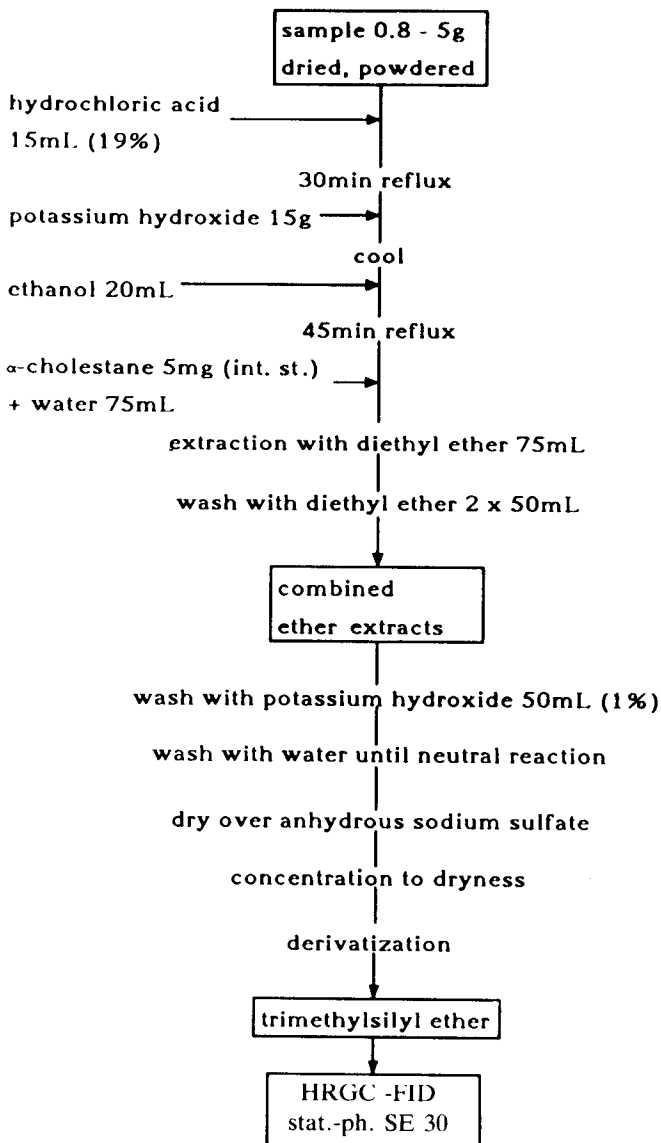 sample 0.8 - 5g
dried, powdered
hydrochloric acid
15mL (19%)
30min reflux
potassium hydroxide 15g
cool
ethanol 20mL
45min reflux
α-cholestane 5mg (int. st.)
+ water 75mL
extraction with diethyl ether 75mL
wash with diethyl ether 2 x 50mL
combined
ether extracts
wash with potassium hydroxide 50mL (1%)
wash with water until neutral reaction
dry over anhydrous sodium sulfate
concentration to dryness
derivatization
trimethylsilyl ether
HRGC -FID
stat.-ph. SE 30